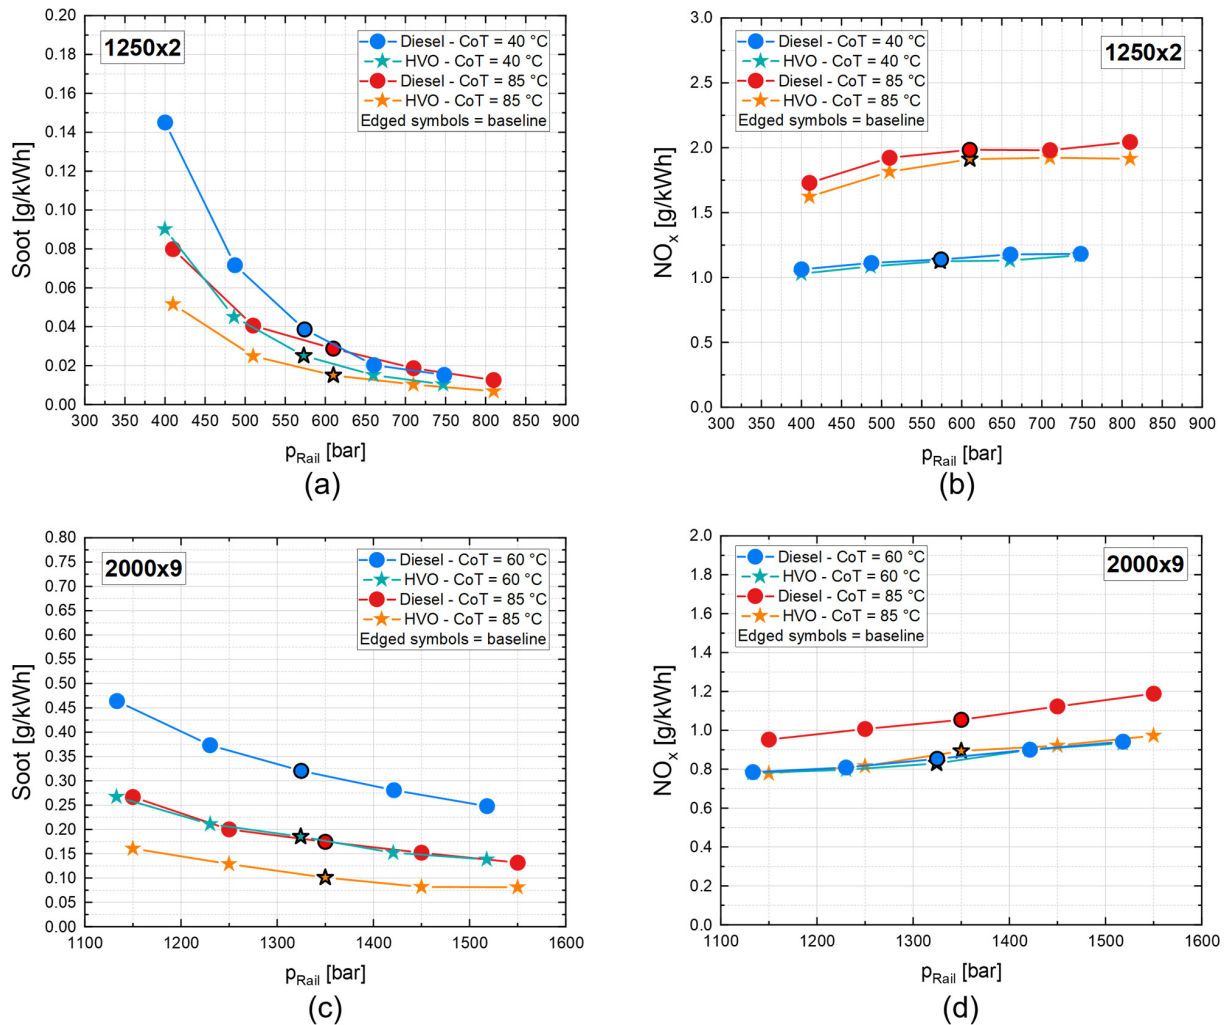 0.20
0.18
0.16
0.14
0.12
0.10
0.08
0.06
0.04
0.02
0.00
Soot [g/kWh]
1250x2
Diesel - CoT = 40 °C
HVO - CoT = 40 °C
Diesel - CoT = 85 °C
HVO - CoT = 85 °C
Edged symbols = baseline
300 350 400 450 500 550 600 650 700 750 800 850 900
pRail [bar]
(a)
3.0
2.5
2.0
1.5
1.0
0.5
0.0
NOx [g/kWh]
Diesel - CoT = 40 °C
HVO - CoT = 40 °C
Diesel - CoT = 85 °C
HVO - CoT = 85 °C
Edged symbols = baseline
1250x2
300 350 400 450 500 550 600 650 700 750 800 850 900
pRail [bar]
(b)
0.80
0.75
0.70
0.65
0.60
0.55
0.50
0.45
0.40
0.35
0.30
0.25
0.20
0.15
0.10
0.05
0.00
Soot [g/kWh]
2000x9
Diesel - CoT = 60 °C
HVO - CoT = 60 °C
Diesel - CoT = 85 °C
HVO - CoT = 85 °C
Edged symbols = baseline
1100 1200 1300 1400 1500 1600
pRail [bar]
(c)
2.0
1.8
1.6
1.4
1.2
1.0
0.8
0.6
0.4
0.2
0.0
NOx [g/kWh]
Diesel - CoT = 60 °C
HVO - CoT = 60 °C
Diesel - CoT = 85 °C
HVO - CoT = 85 °C
Edged symbols = baseline
2000x9
1100 1200 1300 1400 1500 1600
pRail [bar]
(d)